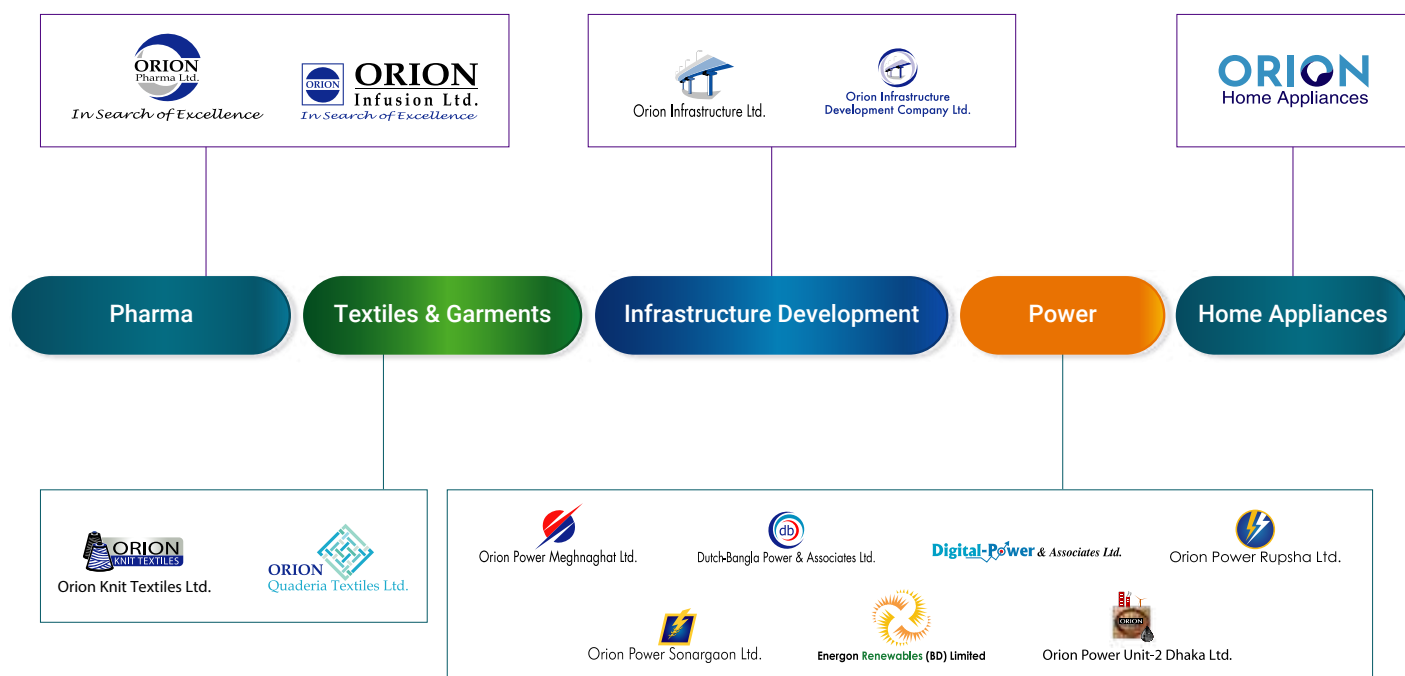 ORION
Pharma Ltd.
In Search of Excellence
ORION
ORION
Infusion Ltd.
In Search of Excellence
Orion Infrastructure Ltd.
Orion Infrastructure
Development Company Ltd.
ORION
Home Appliances
Pharma
Textiles & Garments
Infrastructure Development
Power
Home Appliances
ORION
KNIT TEXTILES
Orion Knit Textiles Ltd.
ORION
Quaderia Textiles Ltd.
Orion Power Meghnaghat Ltd.
db
Dutch-Bangla Power & Associates Ltd.
Digital-Power & Associates Ltd.
Orion Power Rupsha Ltd.
Orion Power Sonargaon Ltd.
Energon Renewables (BD) Limited
ORION
Orion Power Unit-2 Dhaka Ltd.